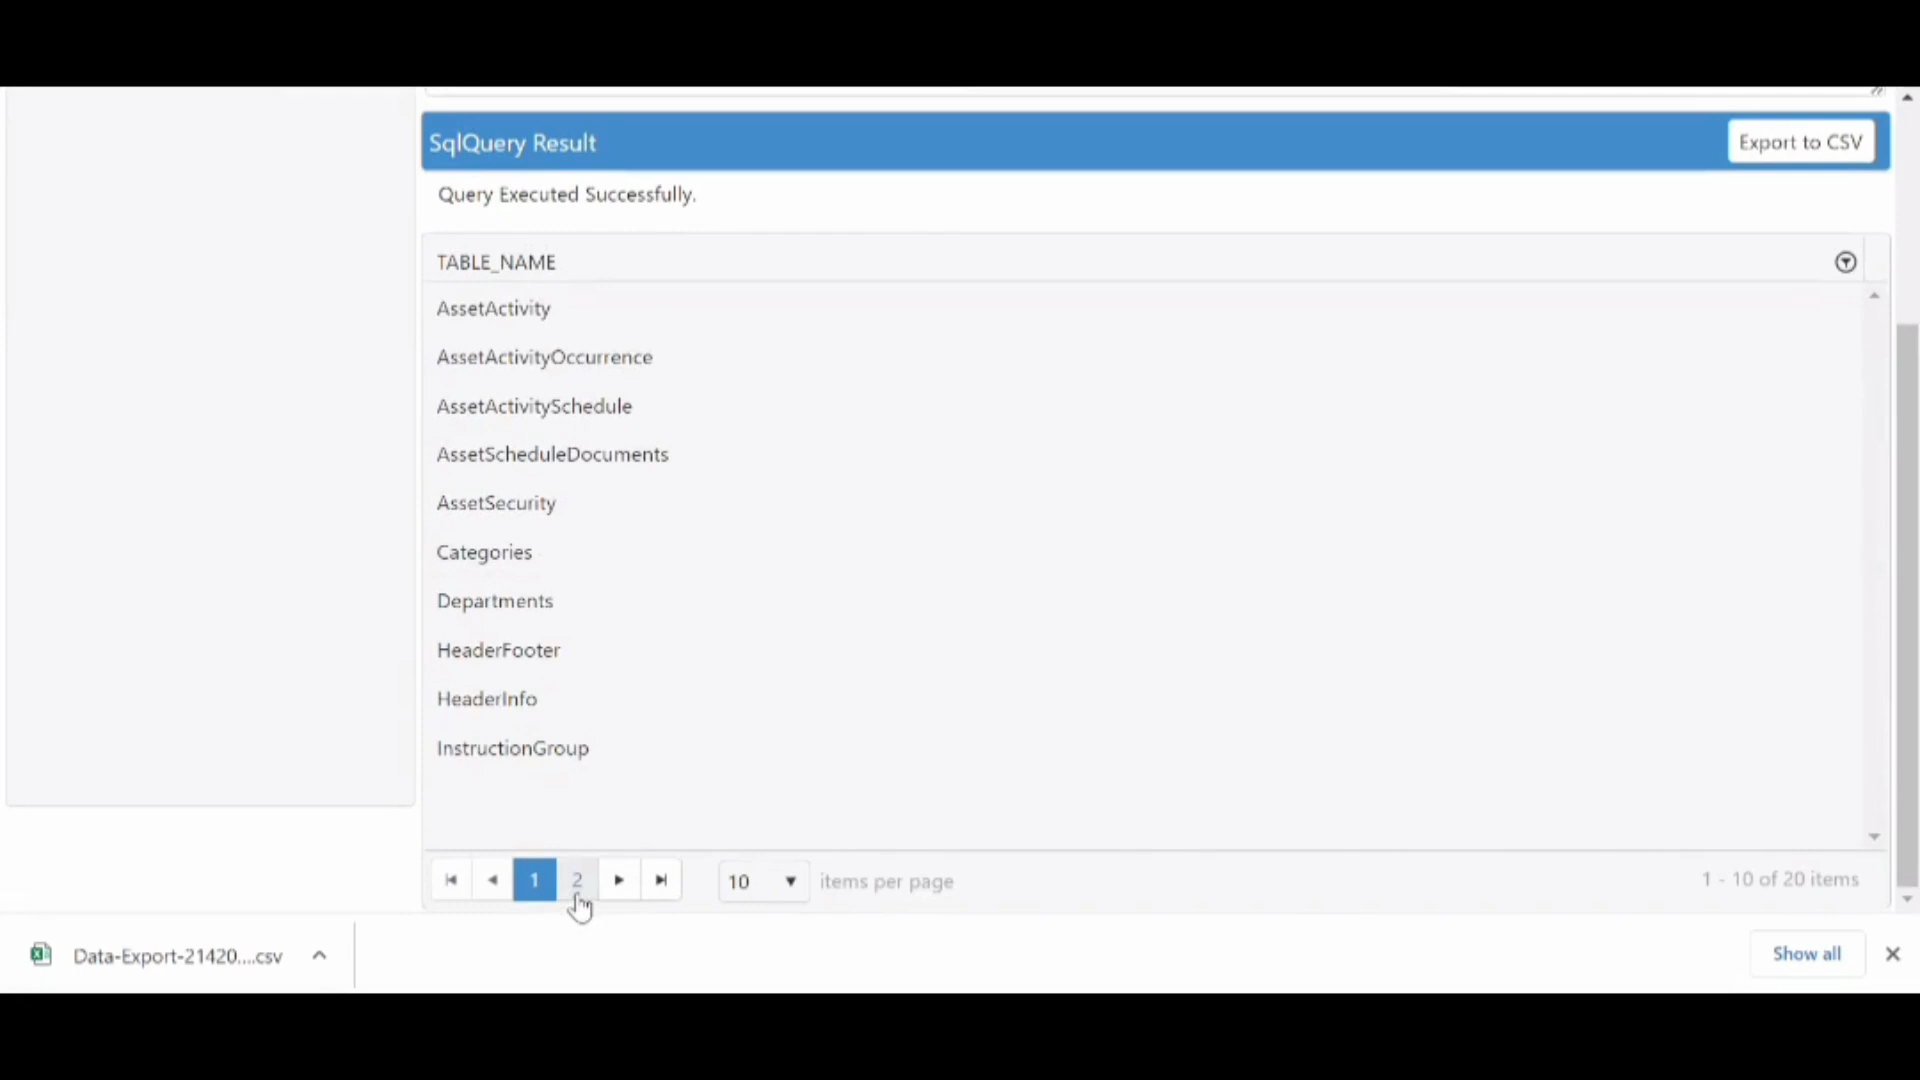 SqlQuery Result
Export to CSV
Query Executed Successfully.
TABLE_NAME
AssetActivity
AssetActivityOccurrence
AssetActivitySchedule
AssetScheduleDocuments
AssetSecurity
Categories
Departments
HeaderFooter
HeaderInfo
InstructionGroup
1 2 10 items per page 1 - 10 of 20 items
Data-Export-21420....csv Show all